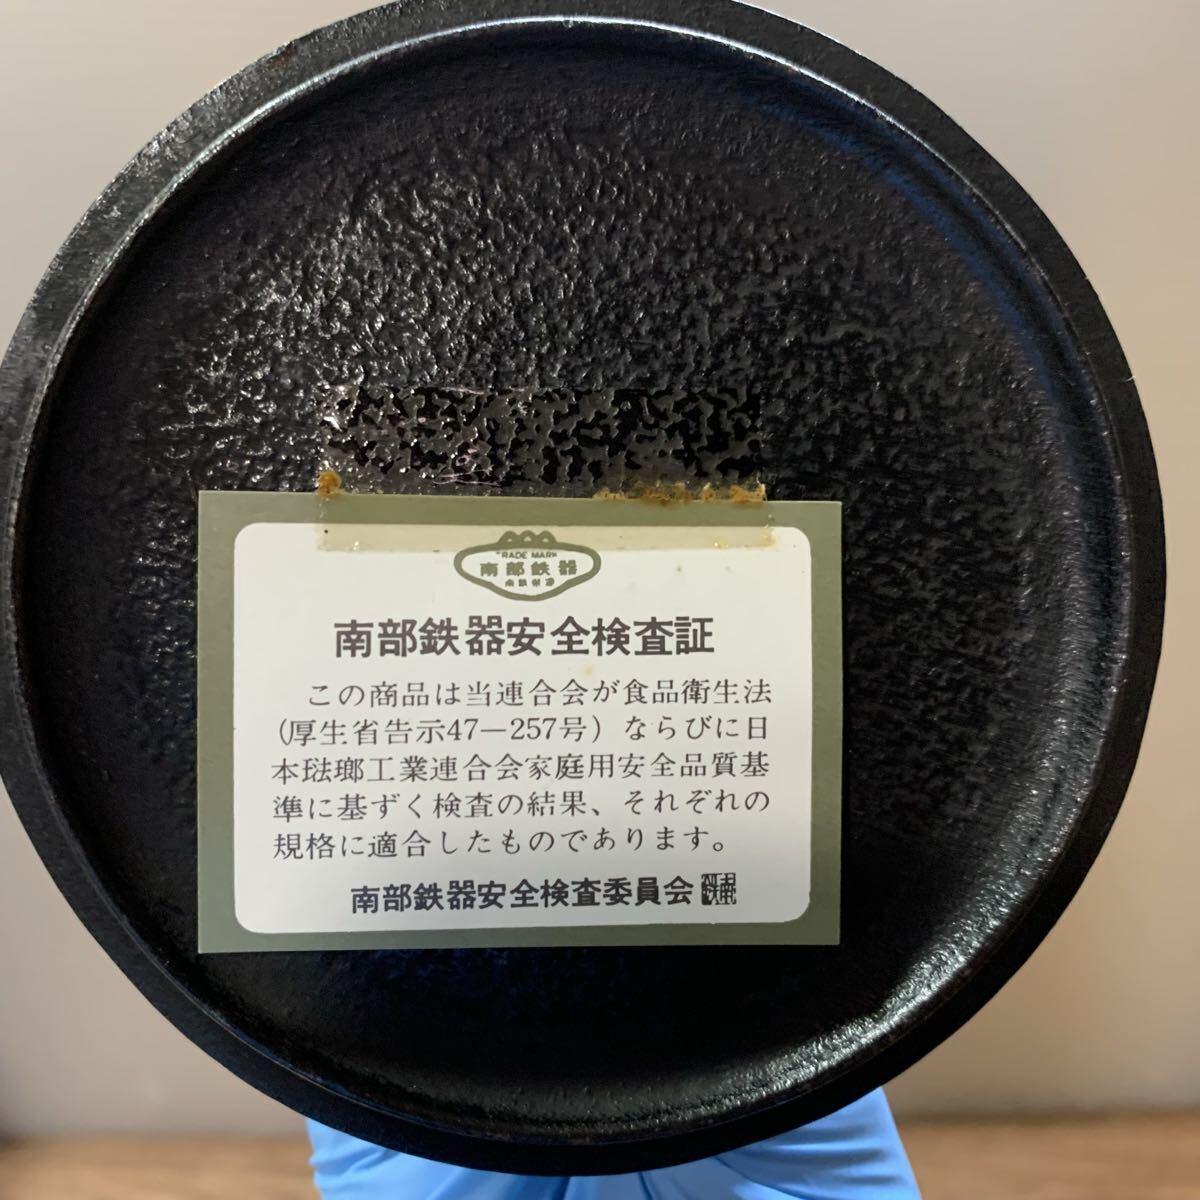 TRADE MARK
南部鉄器
南部鉄器安全検査証
この商品は当連合会が食品衛生法
(厚生省告示47―257号)ならびに日
本琺瑯工業連合会家庭用安全品質基
準に基ずく検査の結果、それぞれの
規格に適合したものであります。
南部鉄器安全検査委員会